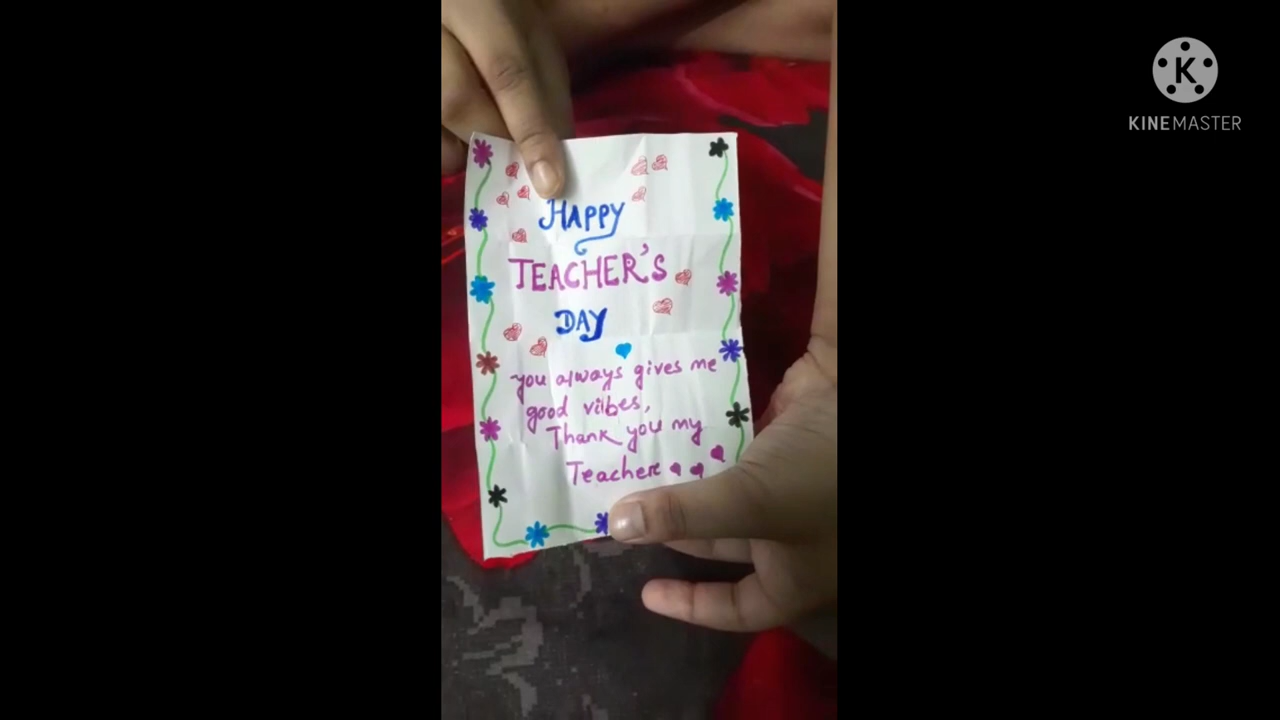 HAPPY
TEACHER'S
DAY
you always gives me
good vibes,
Thank you my
Teacher
KINEMASTER